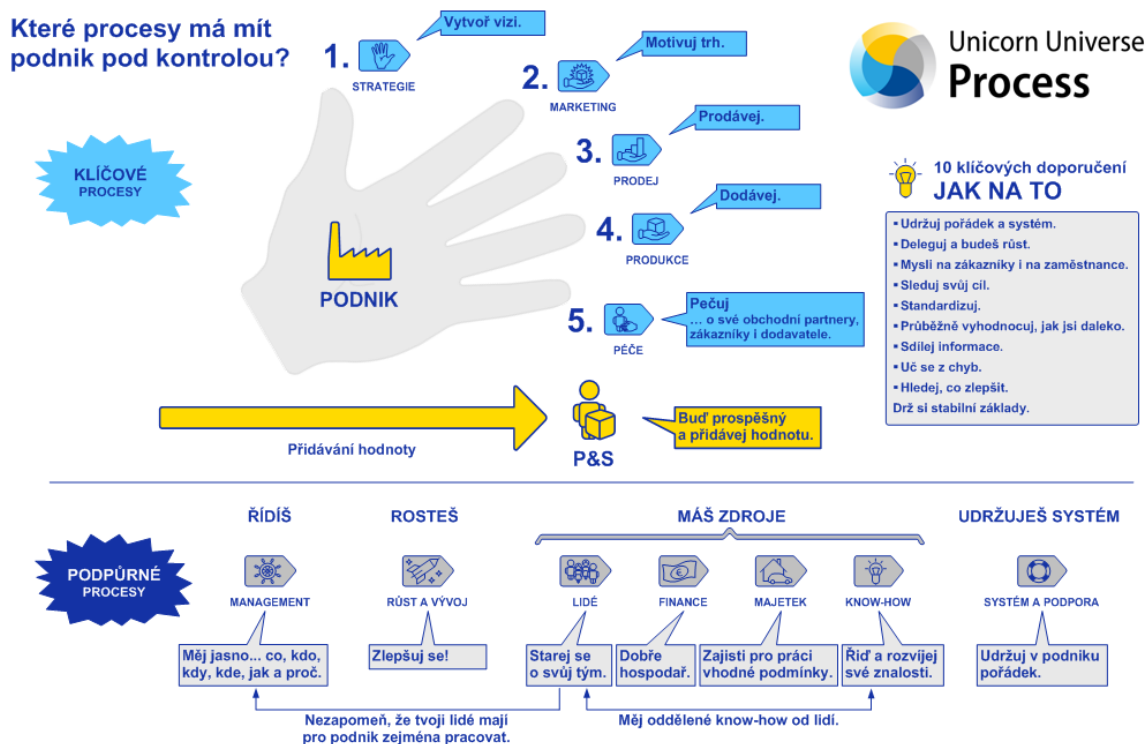 Které procesy má mít
podnik pod kontrolou?
1.
STRATEGIE
Vytvoř vizi.
2.
MARKETING
Motivuj trh.
3.
PRODEJ
Prodávej.
4.
PRODUKCE
Dodávej.
5.
PÉČE
Pečuj
... o své obchodní partnery,
zákazníky i dodavatele.
KLÍČOVÉ
PROCESY
PODNIK
Unicorn Universe
Process
10 klíčových doporučení
JAK NA TO
▪ Udržuj pořádek a systém.
▪ Deleguj a budeš růst.
▪ Mysli na zákazníky i na zaměstnance.
▪ Sleduj svůj cíl.
▪ Standardizuj.
▪ Průběžně vyhodnocuj, jak jsi daleko.
▪ Sdílej informace.
▪ Uč se z chyb.
▪ Hledej, co zlepšit.
Drž si stabilní základy.
Přidávání hodnoty
P&S
Buď prospěšný
a přidávej hodnotu.
PODPŮRNÉ
PROCESY
ŘÍDÍŠ
ROSTEŠ
MÁŠ ZDROJE
UDRŽUJEŠ SYSTÉM
MANAGEMENT
RŮST A VÝVOJ
LIDÉ
FINANCE
MAJETEK
KNOW-HOW
SYSTÉM A PODPORA
Měj jasno... co, kdo,
kdy, kde, jak a proč.
Zlepšuj se!
Starej se
o svůj tým.
Dobře
hospodař.
Zajisti pro práci
vhodné podmínky.
Řiď a rozvíjej
své znalosti.
Udržuj v podniku
pořádek.
Nezapomeň, že tvoji lidé mají
pro podnik zejména pracovat.
Měj oddělené know-how od lidí.